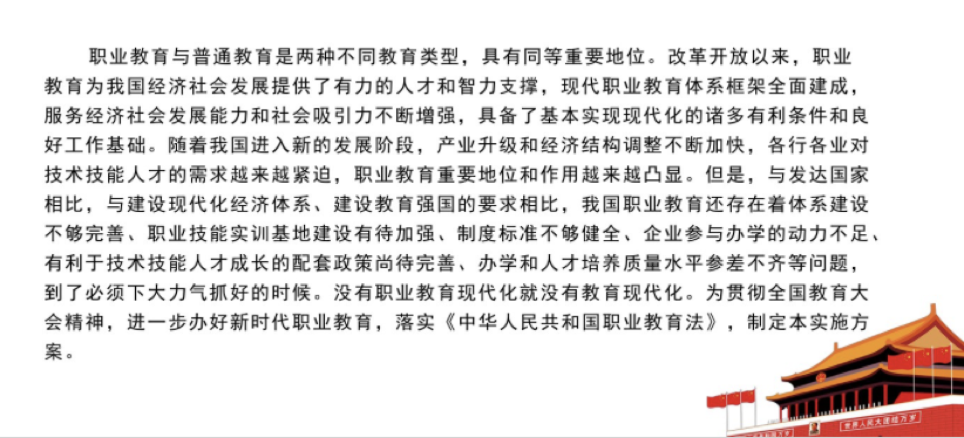 职业教育与普通教育是两种不同教育类型，具有同等重要地位。改革开放以来，职业
教育为我国经济社会发展提供了有力的人才和智力支撑，现代职业教育体系框架全面建成，
服务经济社会发展能力和社会吸引力不断增强，具备了基本实现现代化的诸多有利条件和良
好工作基础。随着我国进入新的发展阶段，产业升级和经济结构调整不断加快，各行各业对
技术技能人才的需求越来越紧迫，职业教育重要地位和作用越来越凸显。但是，与发达国家
相比，与建设现代化经济体系、建设教育强国的要求相比，我国职业教育还存在着体系建设
不够完善、职业技能实训基地建设有待加强、制度标准不够健全、企业参与办学的动力不足、
有利于技术技能人才成长的配套政策尚待完善、办学和人才培养质量水平参差不齐等问题，
到了必须下大力气抓好的时候。没有职业教育现代化就没有教育现代化。为贯彻全国教育大
会精神，进一步办好新时代职业教育，落实《中华人民共和国职业教育法》，制定本实施方
案。
世界人民大团结万岁